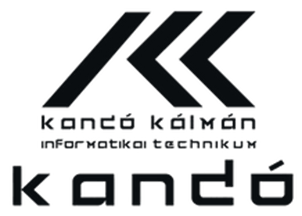 kandó kálmán
informatikai technikum
kandó